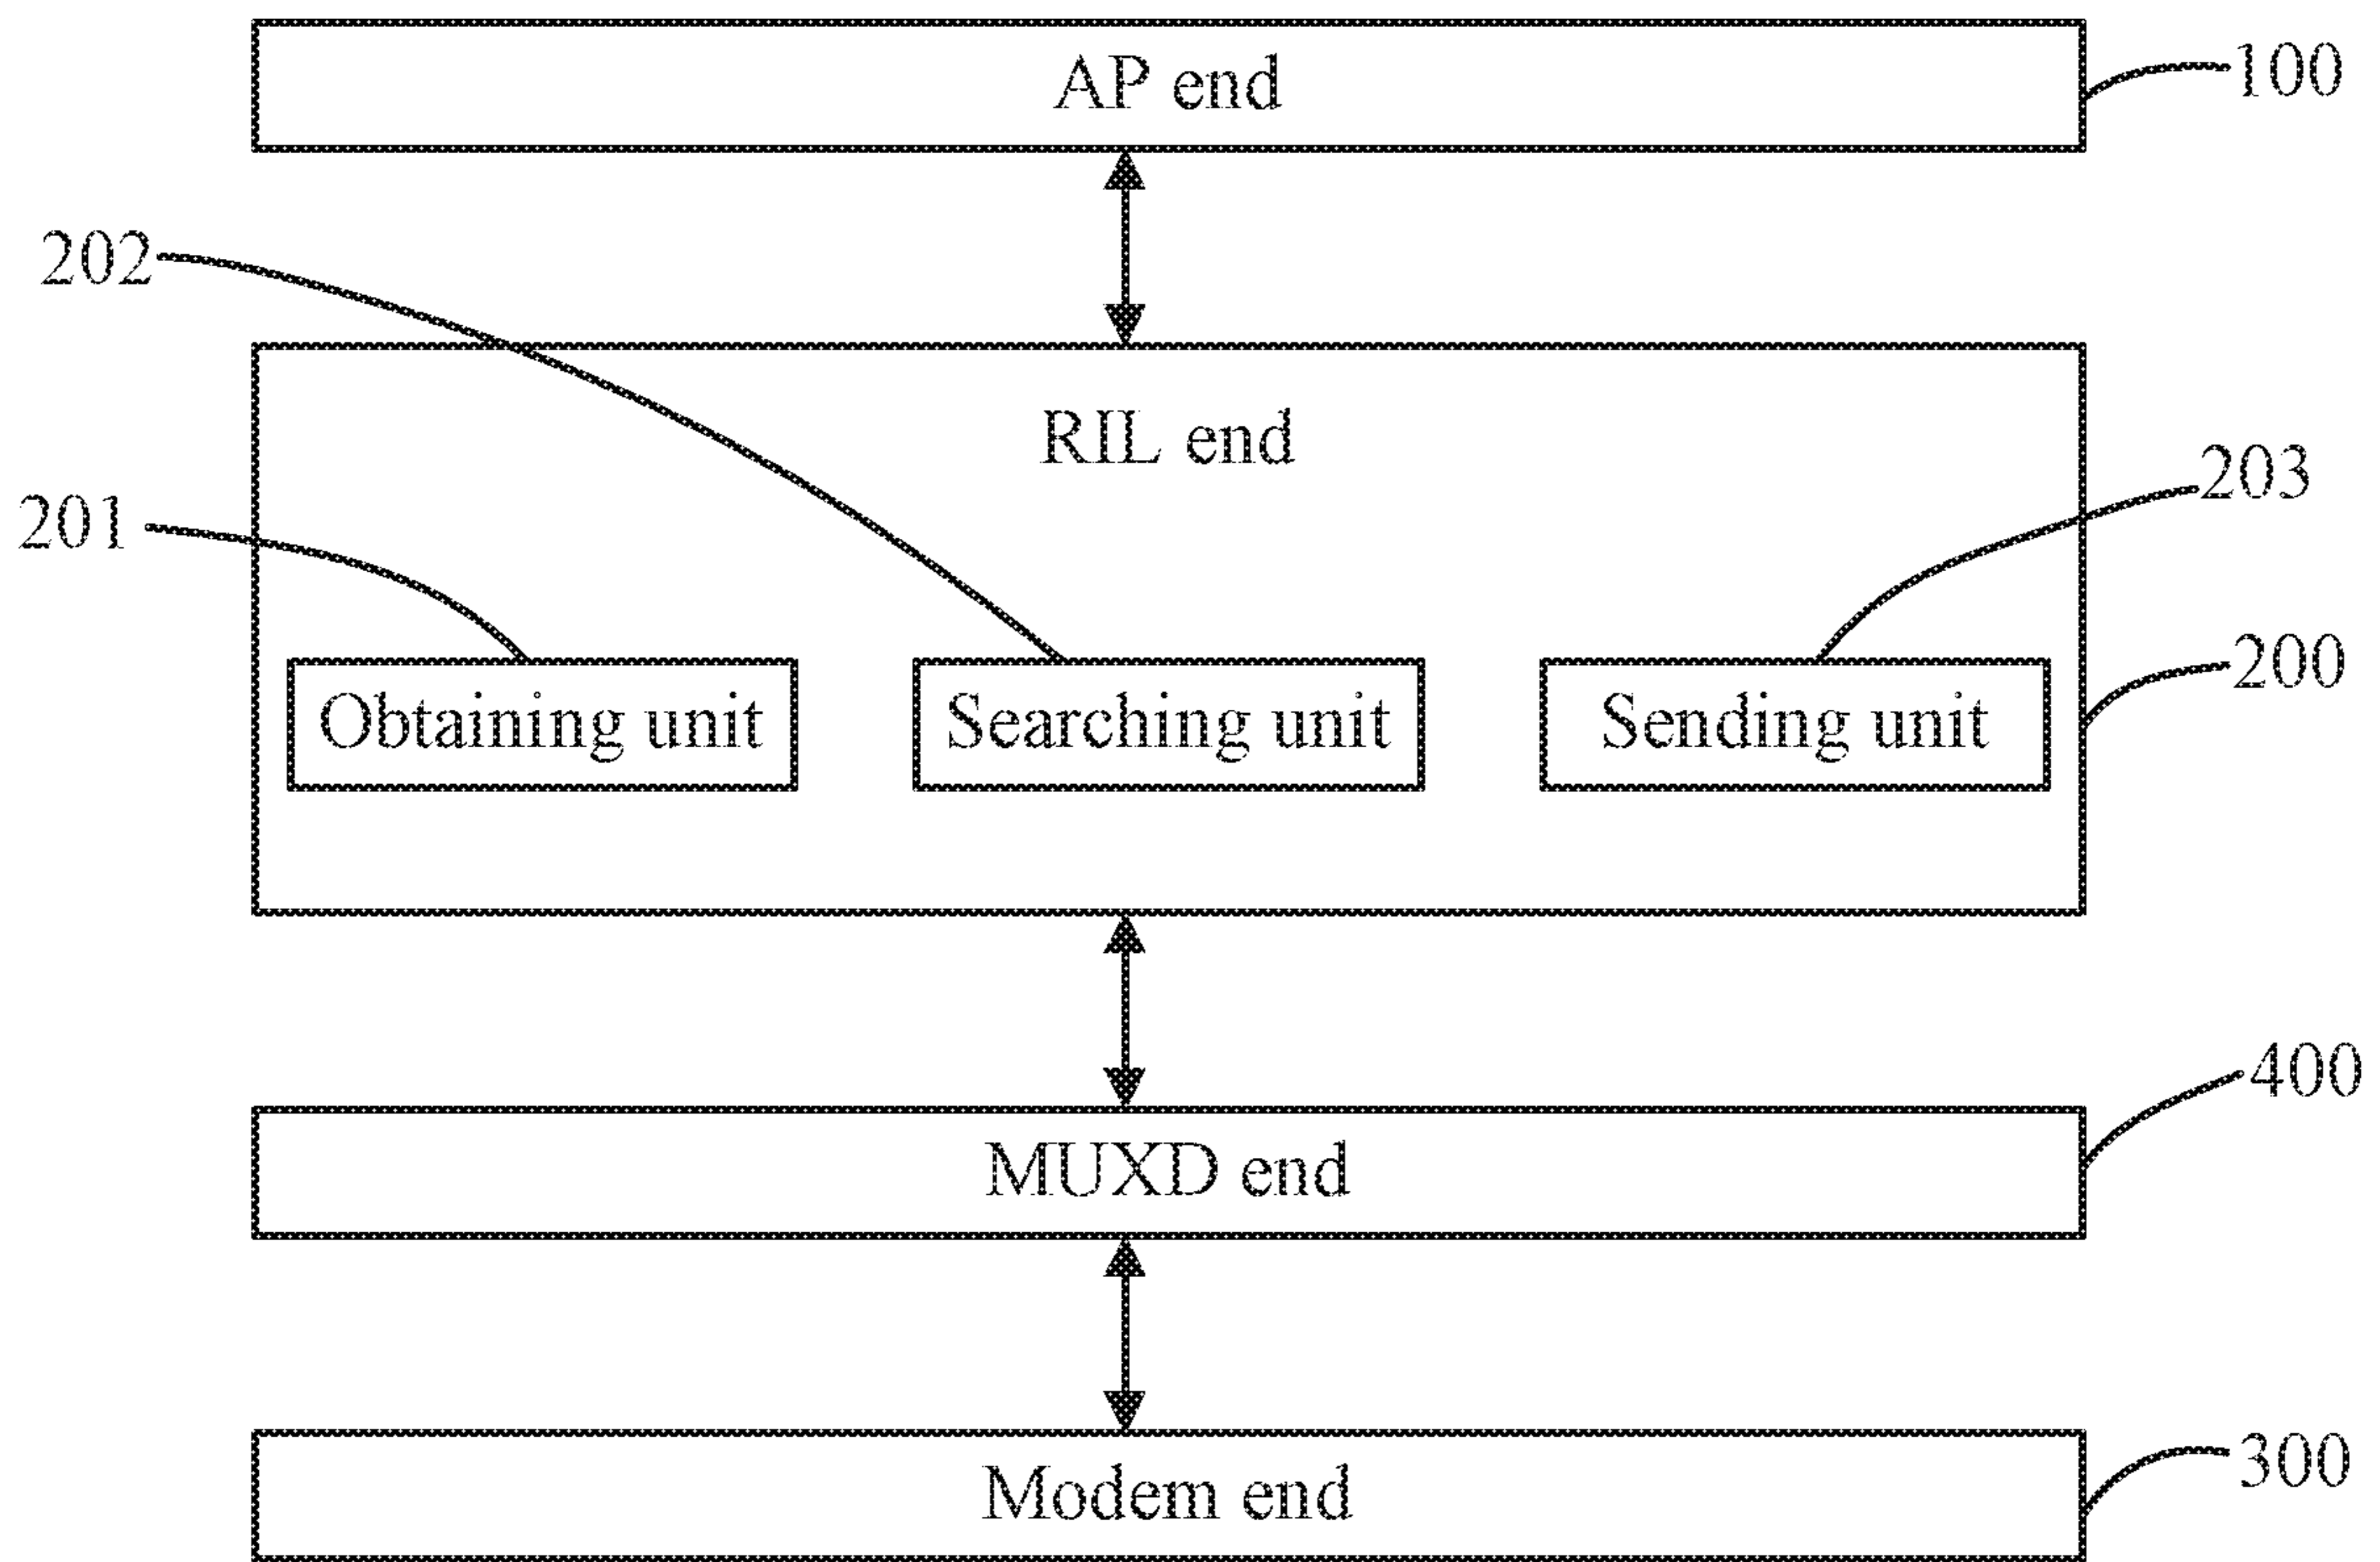 AP end
100
202
RIL end
203
201
200
Obtaining unit
Searching unit
Sending unit
400
MUXD end
300
Modem end